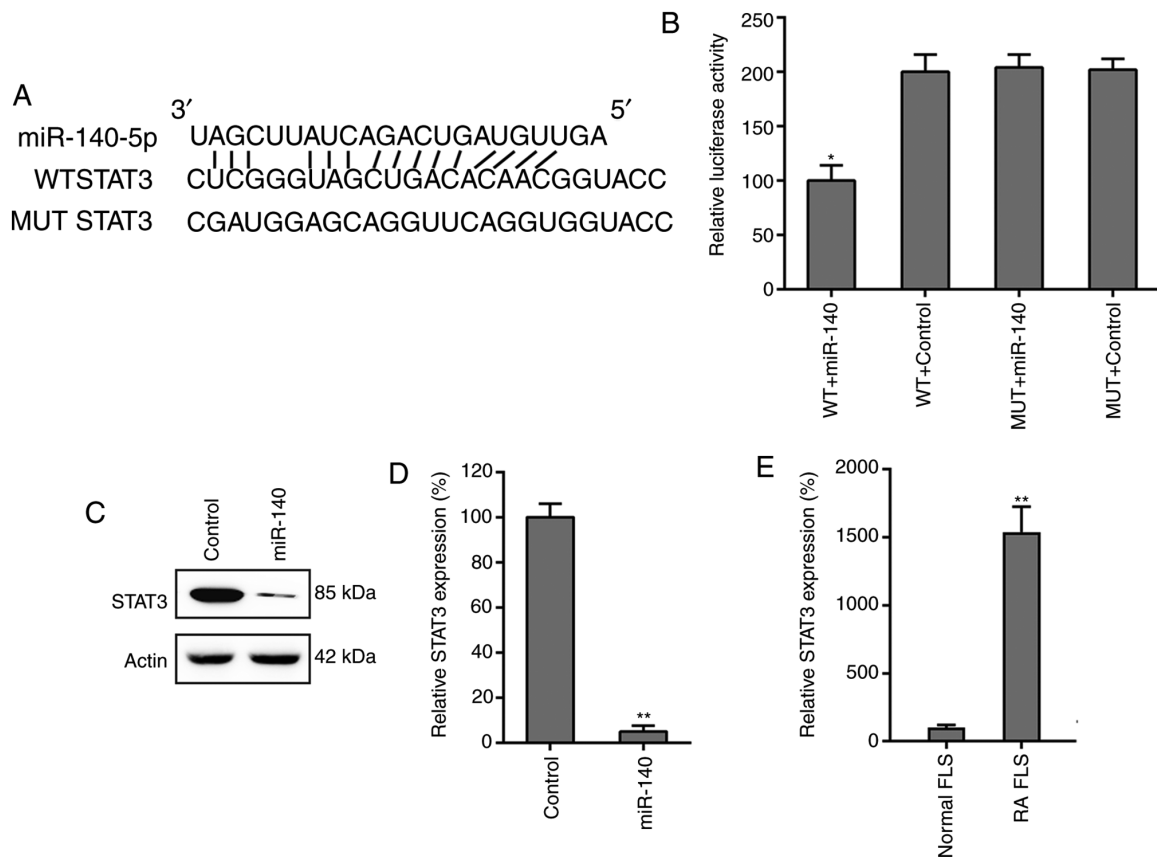 A
3′ 5′
miR-140-5p UAGCUUAUCAGACUGAUGUUGA
WTSTAT3 CUCGGGUAGCUGACACAACGGUACC
MUT STAT3 CGAUGGAGCAGGUUCAGGUGGUACC
B
Relative luciferase activity
250
200
150
100
50
0
*
WT+miR-140
WT+Control
MUT+miR-140
MUT+Control
C
Control
miR-140
STAT3 85 kDa
Actin 42 kDa
D
Relative STAT3 expression (%)
120
100
80
60
40
20
0
**
Control
miR-140
E
Relative STAT3 expression (%)
2000
1500
1000
500
0
**
Normal FLS
RA FLS